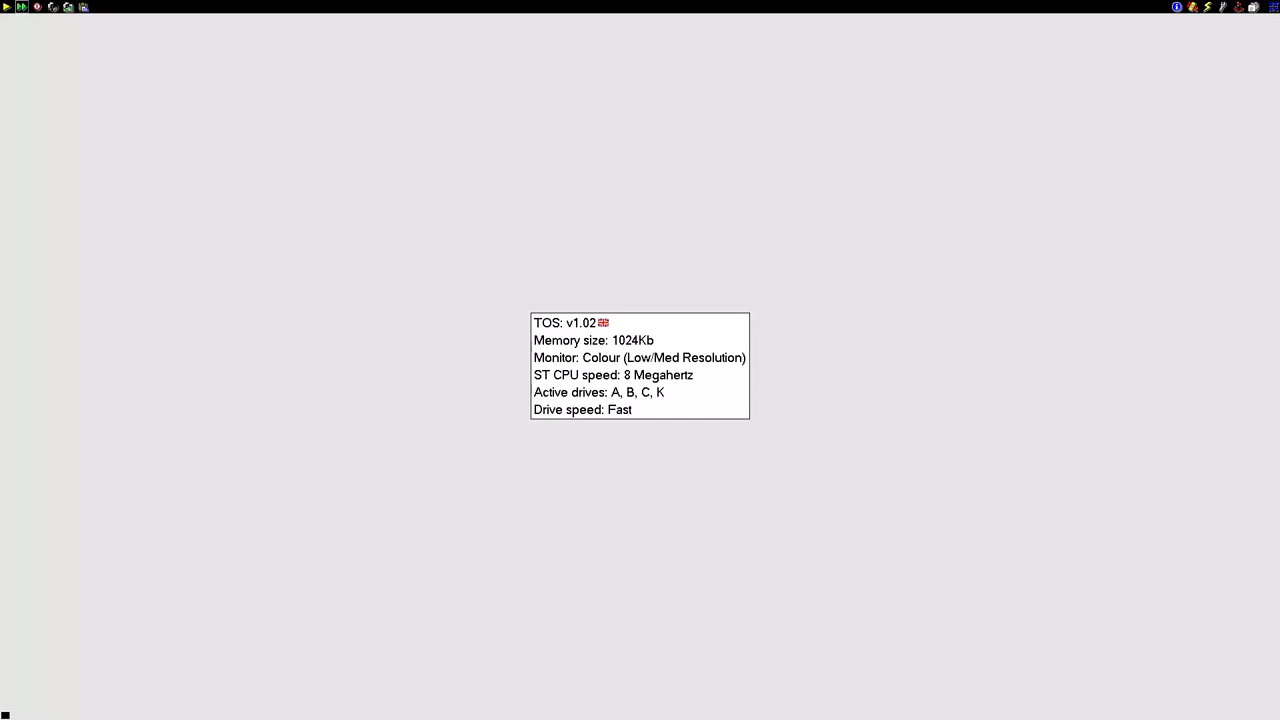 TOS: v1.02
Memory size: 1024Kb
Monitor: Colour (Low/Med Resolution)
ST CPU speed: 8 Megahertz
Active drives: A, B, C, K
Drive speed: Fast